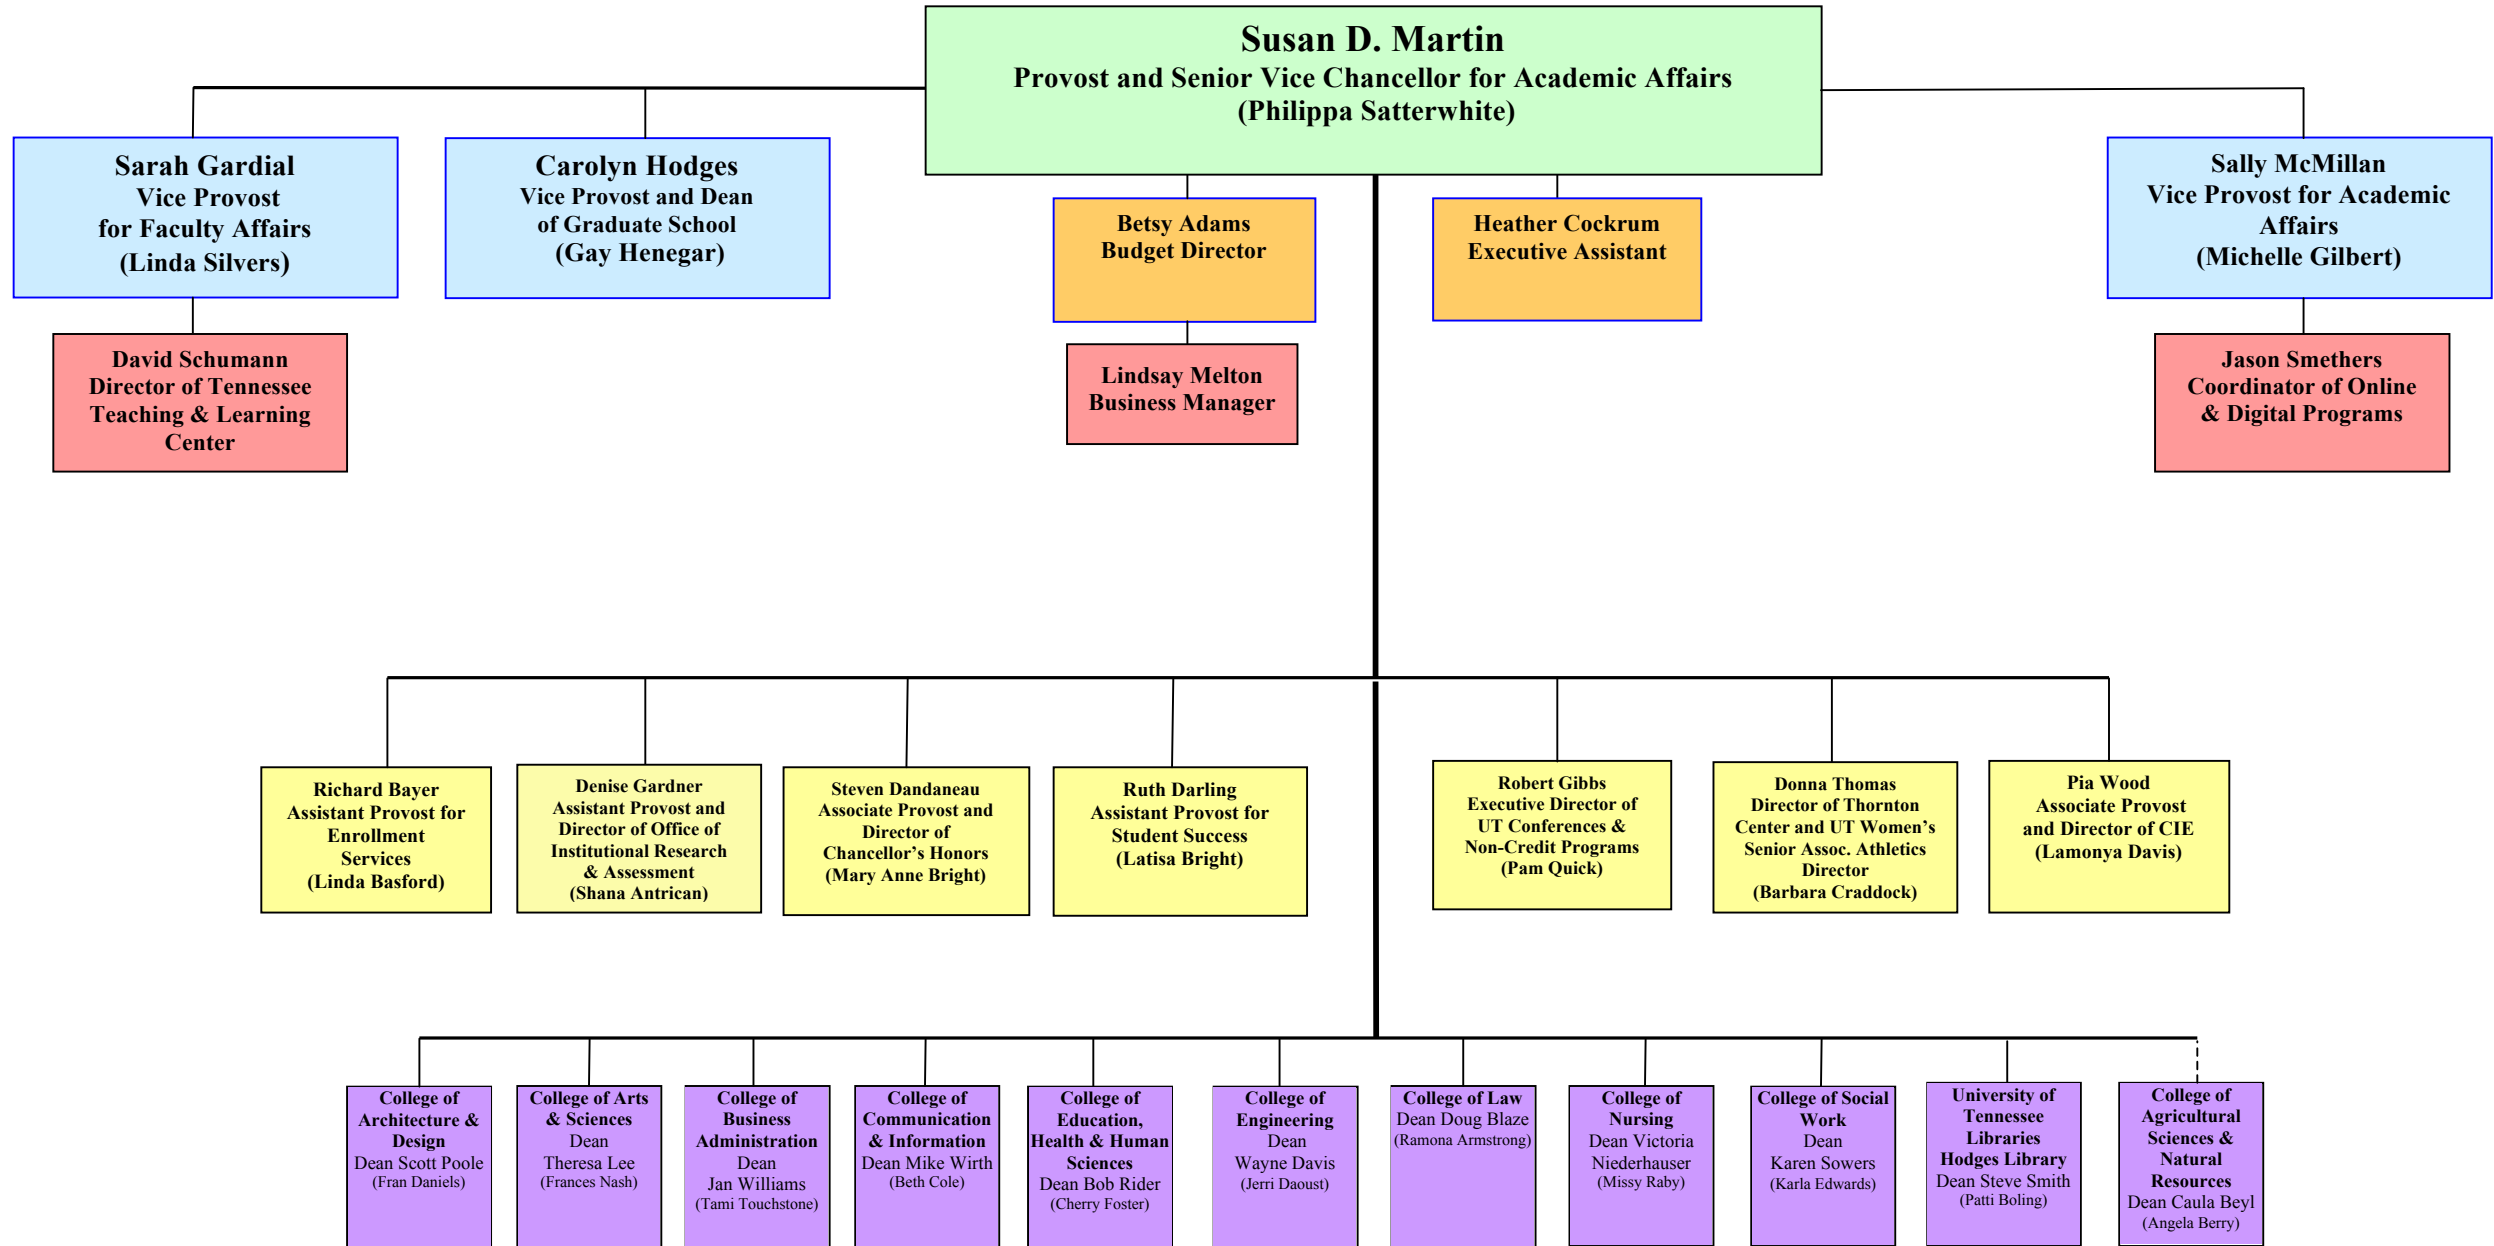 Susan D. Martin
Provost and Senior Vice Chancellor for Academic Affairs
(Philippa Satterwhite)
Sarah Gardial
Vice Provost
for Faculty Affairs
(Linda Silvers)
Carolyn Hodges
Vice Provost and Dean
of Graduate School
(Gay Henegar)
Betsy Adams
Budget Director
Heather Cockrum
Executive Assistant
Sally McMillan
Vice Provost for Academic
Affairs
(Michelle Gilbert)
David Schumann
Director of Tennessee
Teaching & Learning
Center
Lindsay Melton
Business Manager
Jason Smethers
Coordinator of Online
& Digital Programs
Richard Bayer
Assistant Provost for
Enrollment
Services
(Linda Basford)
Denise Gardner
Assistant Provost and
Director of Office of
Institutional Research
& Assessment
(Shana Antrican)
Steven Dandaneau
Associate Provost and
Director of
Chancellor’s Honors
(Mary Anne Bright)
Ruth Darling
Assistant Provost for
Student Success
(Latisa Bright)
Robert Gibbs
Executive Director of
UT Conferences &
Non-Credit Programs
(Pam Quick)
Donna Thomas
Director of Thornton
Center and UT Women’s
Senior Assoc. Athletics
Director
(Barbara Craddock)
Pia Wood
Associate Provost
and Director of CIE
(Lamonya Davis)
College of
Architecture &
Design
Dean Scott Poole
(Fran Daniels)
College of Arts
& Sciences
Dean
Theresa Lee
(Frances Nash)
College of
Business
Administration
Dean
Jan Williams
(Tami Touchstone)
College of
Communication
& Information
Dean Mike Wirth
(Beth Cole)
College of
Education,
Health & Human
Sciences
Dean Bob Rider
(Cherry Foster)
College of
Engineering
Dean
Wayne Davis
(Jerri Daoust)
College of Law
Dean Doug Blaze
(Ramona Armstrong)
College of
Nursing
Dean Victoria
Niederhauser
(Missy Raby)
College of Social
Work
Dean
Karen Sowers
(Karla Edwards)
University of
Tennessee
Libraries
Hodges Library
Dean Steve Smith
(Patti Boling)
College of
Agricultural
Sciences &
Natural
Resources
Dean Caula Beyl
(Angela Berry)